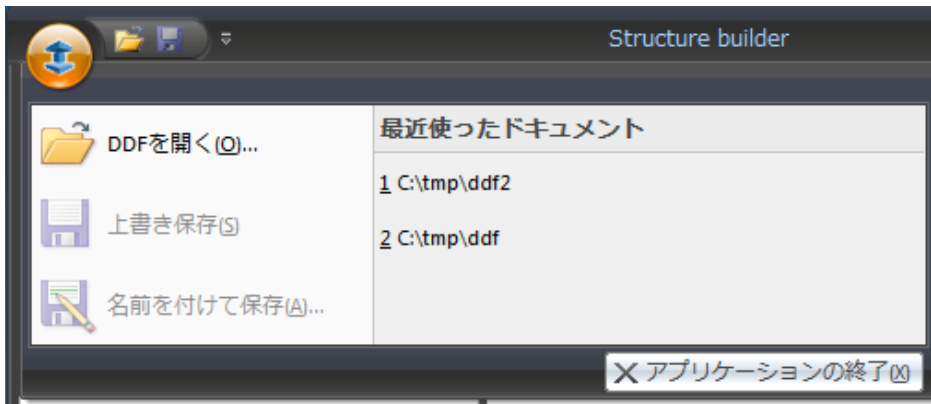 Structure builder
DDFを開く(O)...
上書き保存(S)
名前を付けて保存(A)...
最近使ったドキュメント
1 C:\tmp\ddf2
2 C:\tmp\ddf
アプリケーションの終了(X)